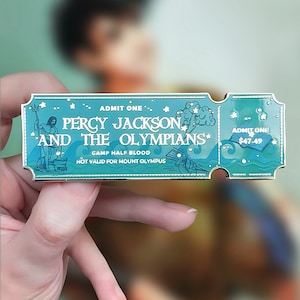 ADMIT ONE
PERCY JACKSON
AND THE OLYMPIANS
CAMP HALF BLOOD
NOT VALID FOR MOUNT OLYMPUS
ADMIT ONE
$47.49